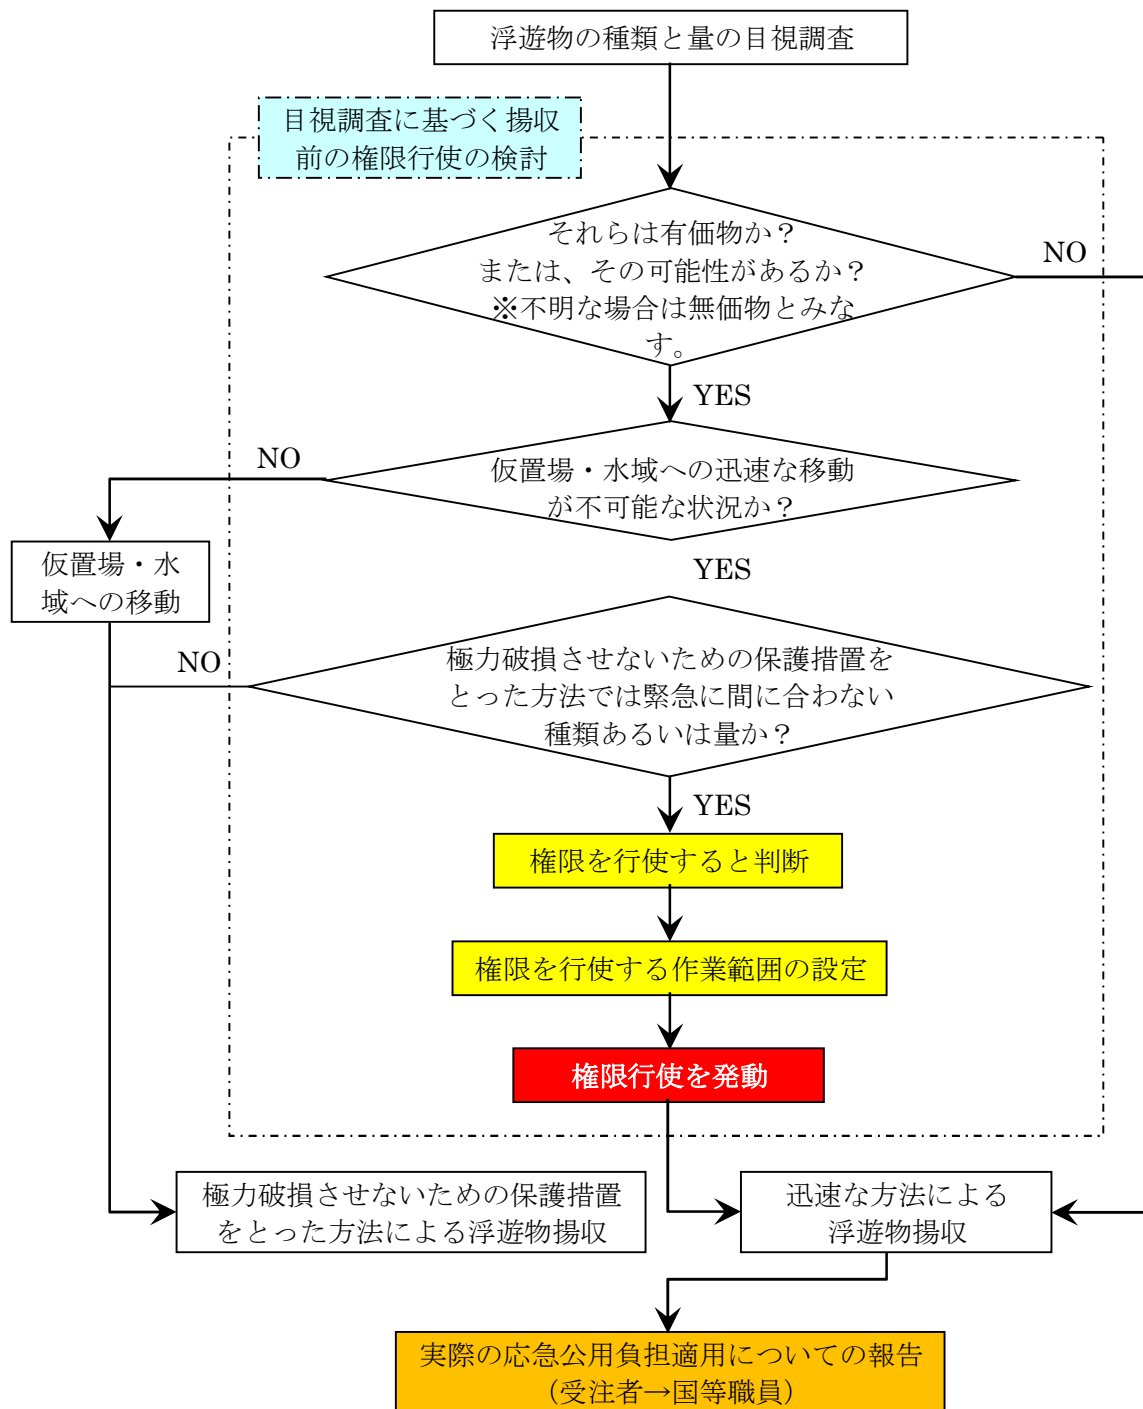 浮遊物の種類と量の目視調査
目視調査に基づく揚収
前の権限行使の検討
それらは有価物か？
または、その可能性があるか？
※不明な場合は無価物とみな
す。
NO
YES
NO
仮置場・水域への迅速な移動
が不可能な状況か？
仮置場・水
域への移動
YES
NO
極力破損させないための保護措置を
とった方法では緊急に間に合わない
種類あるいは量か？
YES
権限を行使すると判断
権限を行使する作業範囲の設定
権限行使を発動
極力破損させないための保護措置
をとった方法による浮遊物揚収
迅速な方法による
浮遊物揚収
実際の応急公用負担適用についての報告
（受注者→国等職員）